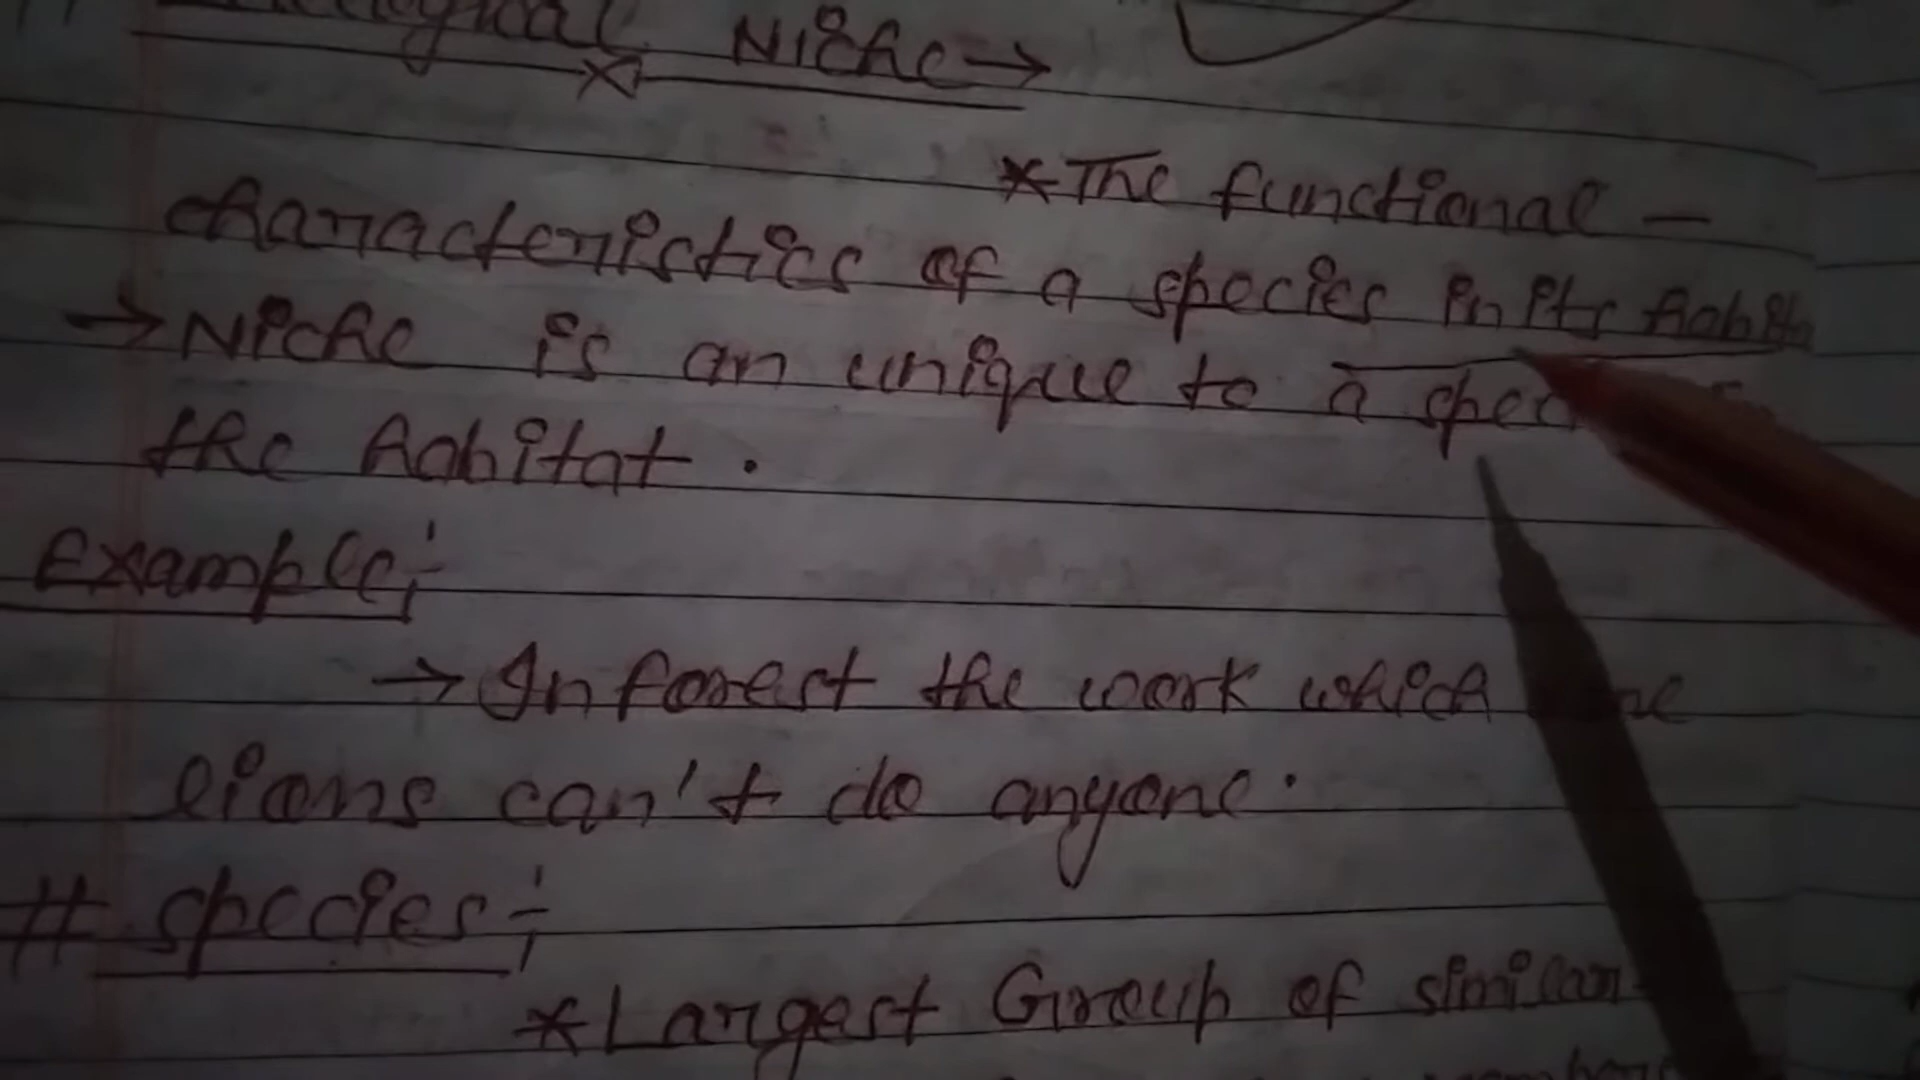 Niche →
* The functional -
characteristics of a species in its habita
→ Niche is an unique to a
the habitat.
Example :-
→ In forest the work which
lions can't do anyone.
# species :-
* Largest Group of similar